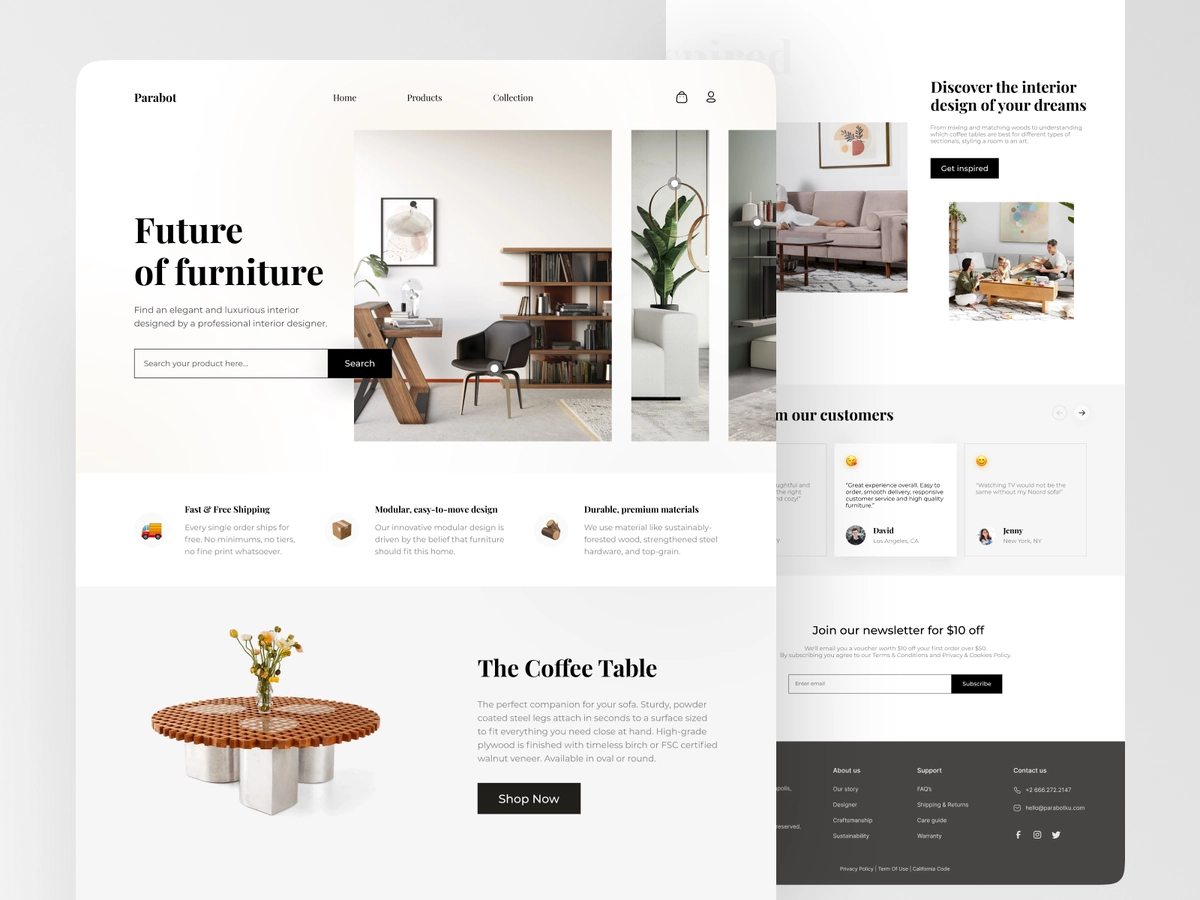 Parabot
Home
Products
Collection
Future
of furniture
Find an elegant and luxurious interior
designed by a professional interior designer.
Search your product here...
Search
Fast & Free Shipping
Every single order ships for
free. No minimums, no tiers,
no fine print whatsoever.
Modular, easy-to-move design
Our innovative modular design is
driven by the belief that furniture
should fit this home.
Durable, premium materials
We use material like sustainably-
forested wood, strengthened steel
hardware, and top-grain.
The Coffee Table
The perfect companion for your sofa. Sturdy, powder
coated steel legs attach in seconds to a surface sized
to fit everything you need close at hand. High-grade
plywood is finished with timeless birch or FSC certified
walnut veneer. Available in oval or round.
Shop Now
Discover the interior
design of your dreams
From mixing and matching woods to understanding
which coffee tables are best for different types of
sectionals, styling a room is an art.
Get inspired
our customers
the right
cozy!"
"Great experience overall. Easy to
order, smooth delivery, responsive
customer service and high quality
furniture."
David
Los Angeles, CA
"Watching TV would not be the
same without my Noord sofa!"
Jenny
New York, NY
Join our newsletter for $10 off
We'll email you a voucher worth $10 off your first order over $50.
By subscribing you agree to our Terms & Conditions and Privacy & Cookies Policy.
Enter email
Subscribe
reserved.
About us
Our story
Designer
Craftsmanship
Sustainability
Support
FAQ's
Shipping & Returns
Care guide
Warranty
Contact us
+2 666.272.2147
hello@parabotku.com
Privacy Policy | Term Of Use | California Code